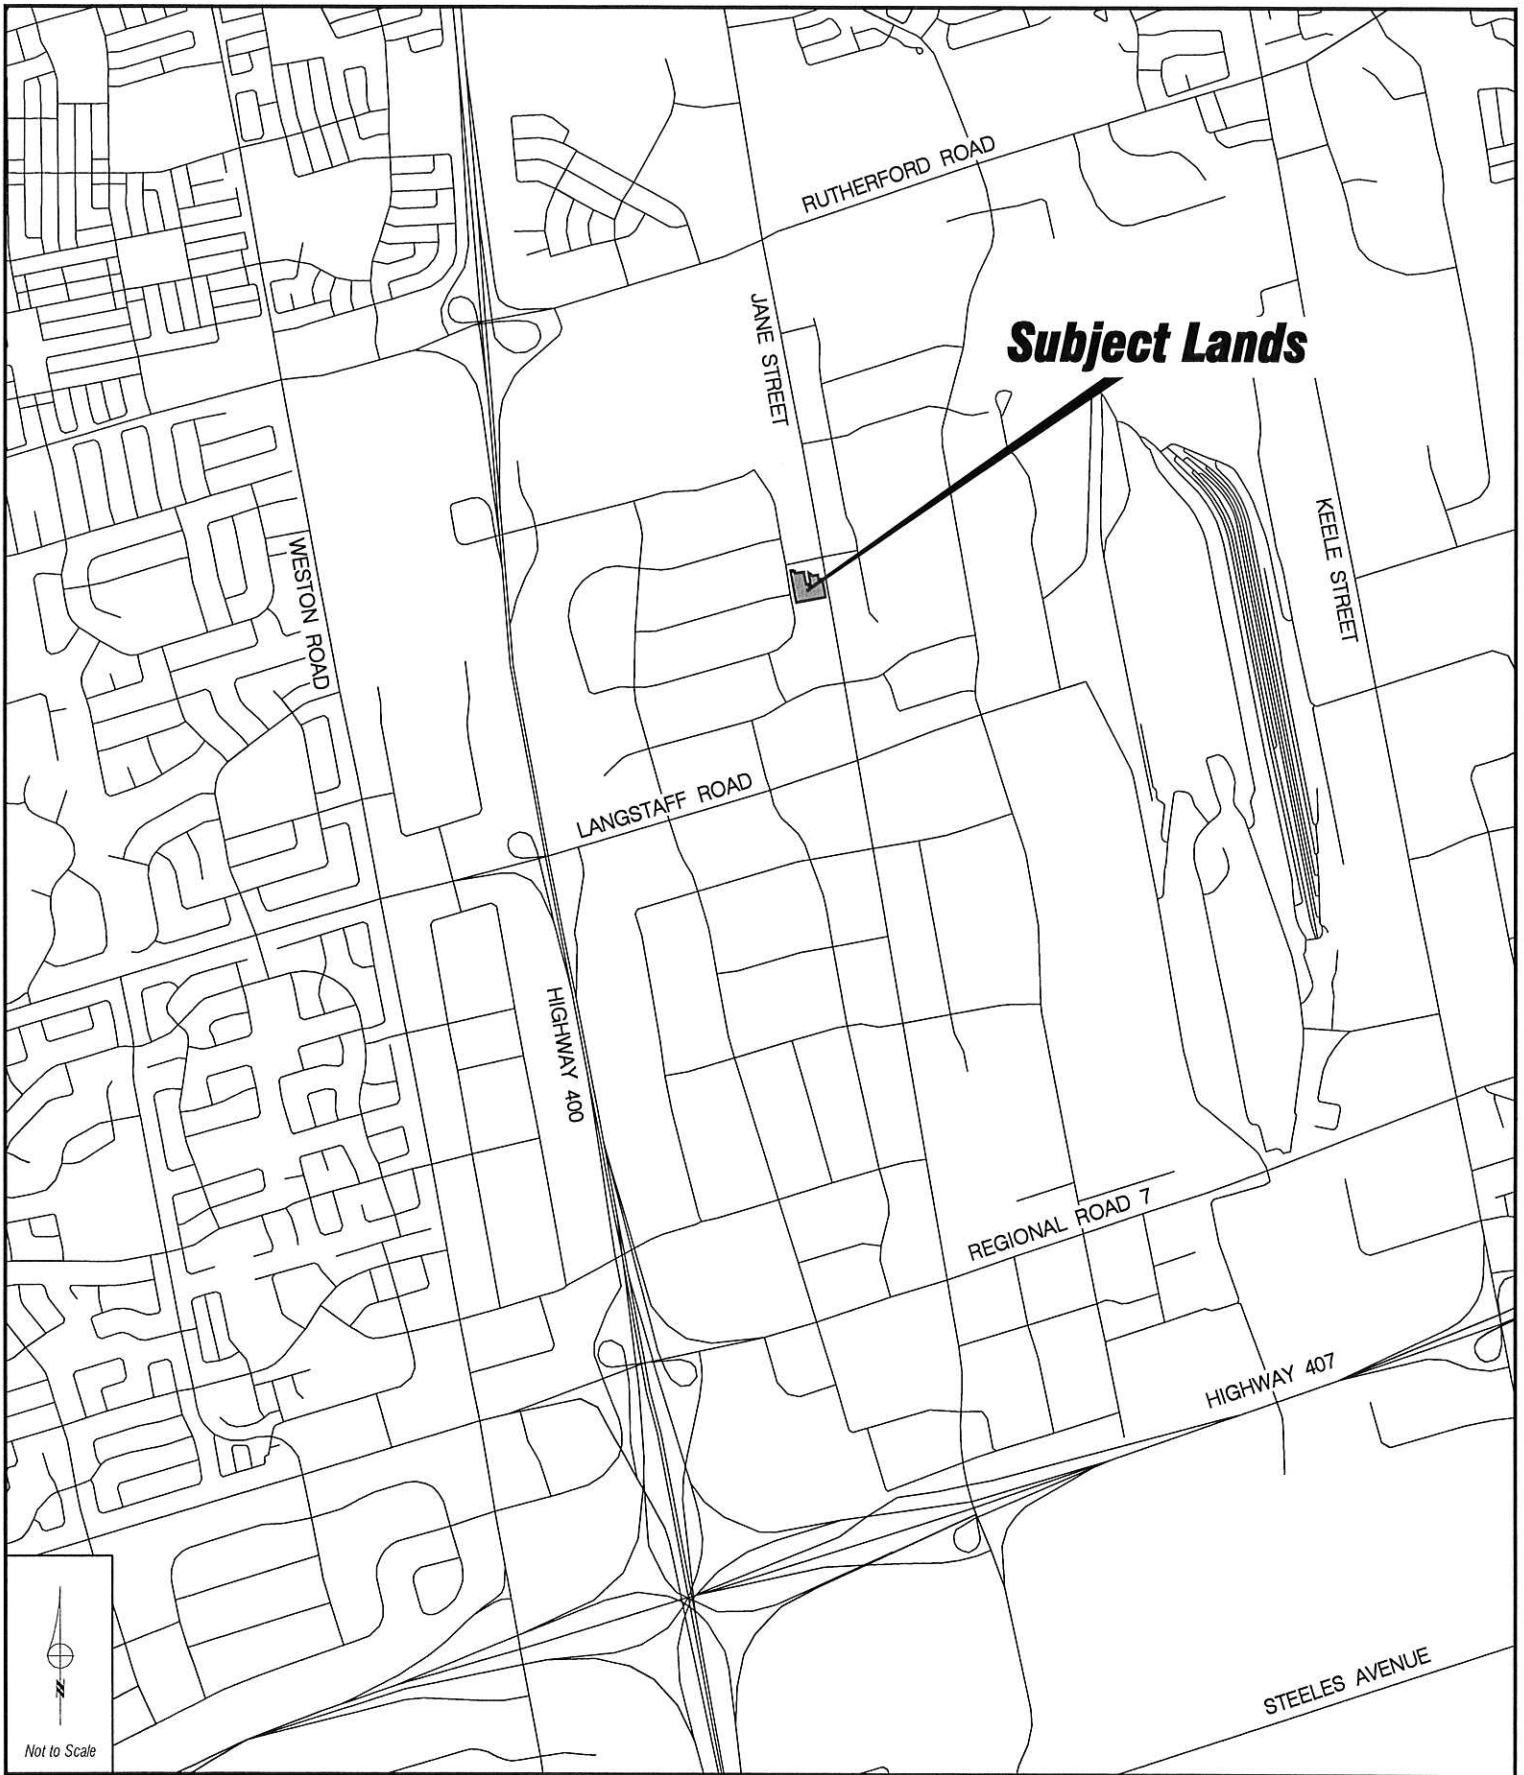 RUTHERFORD ROAD
JANE STREET
Subject Lands
KEELE STREET
WESTON ROAD
LANGSTAFF ROAD
HIGHWAY 400
REGIONAL ROAD 7
HIGHWAY 407
STEELES AVENUE
N
Not to Scale